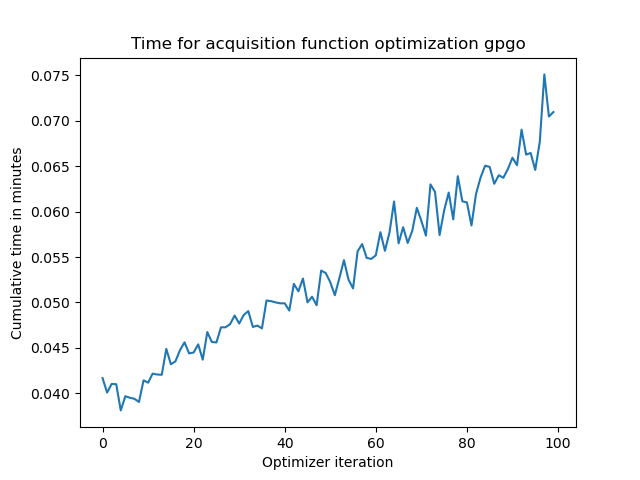 Time for acquisition function optimization gpgo
0.075
0.070
0.065
0.060
0.055
0.050
0.045
0.040
Cumulative time in minutes
0 20 40 60 80 100
Optimizer iteration